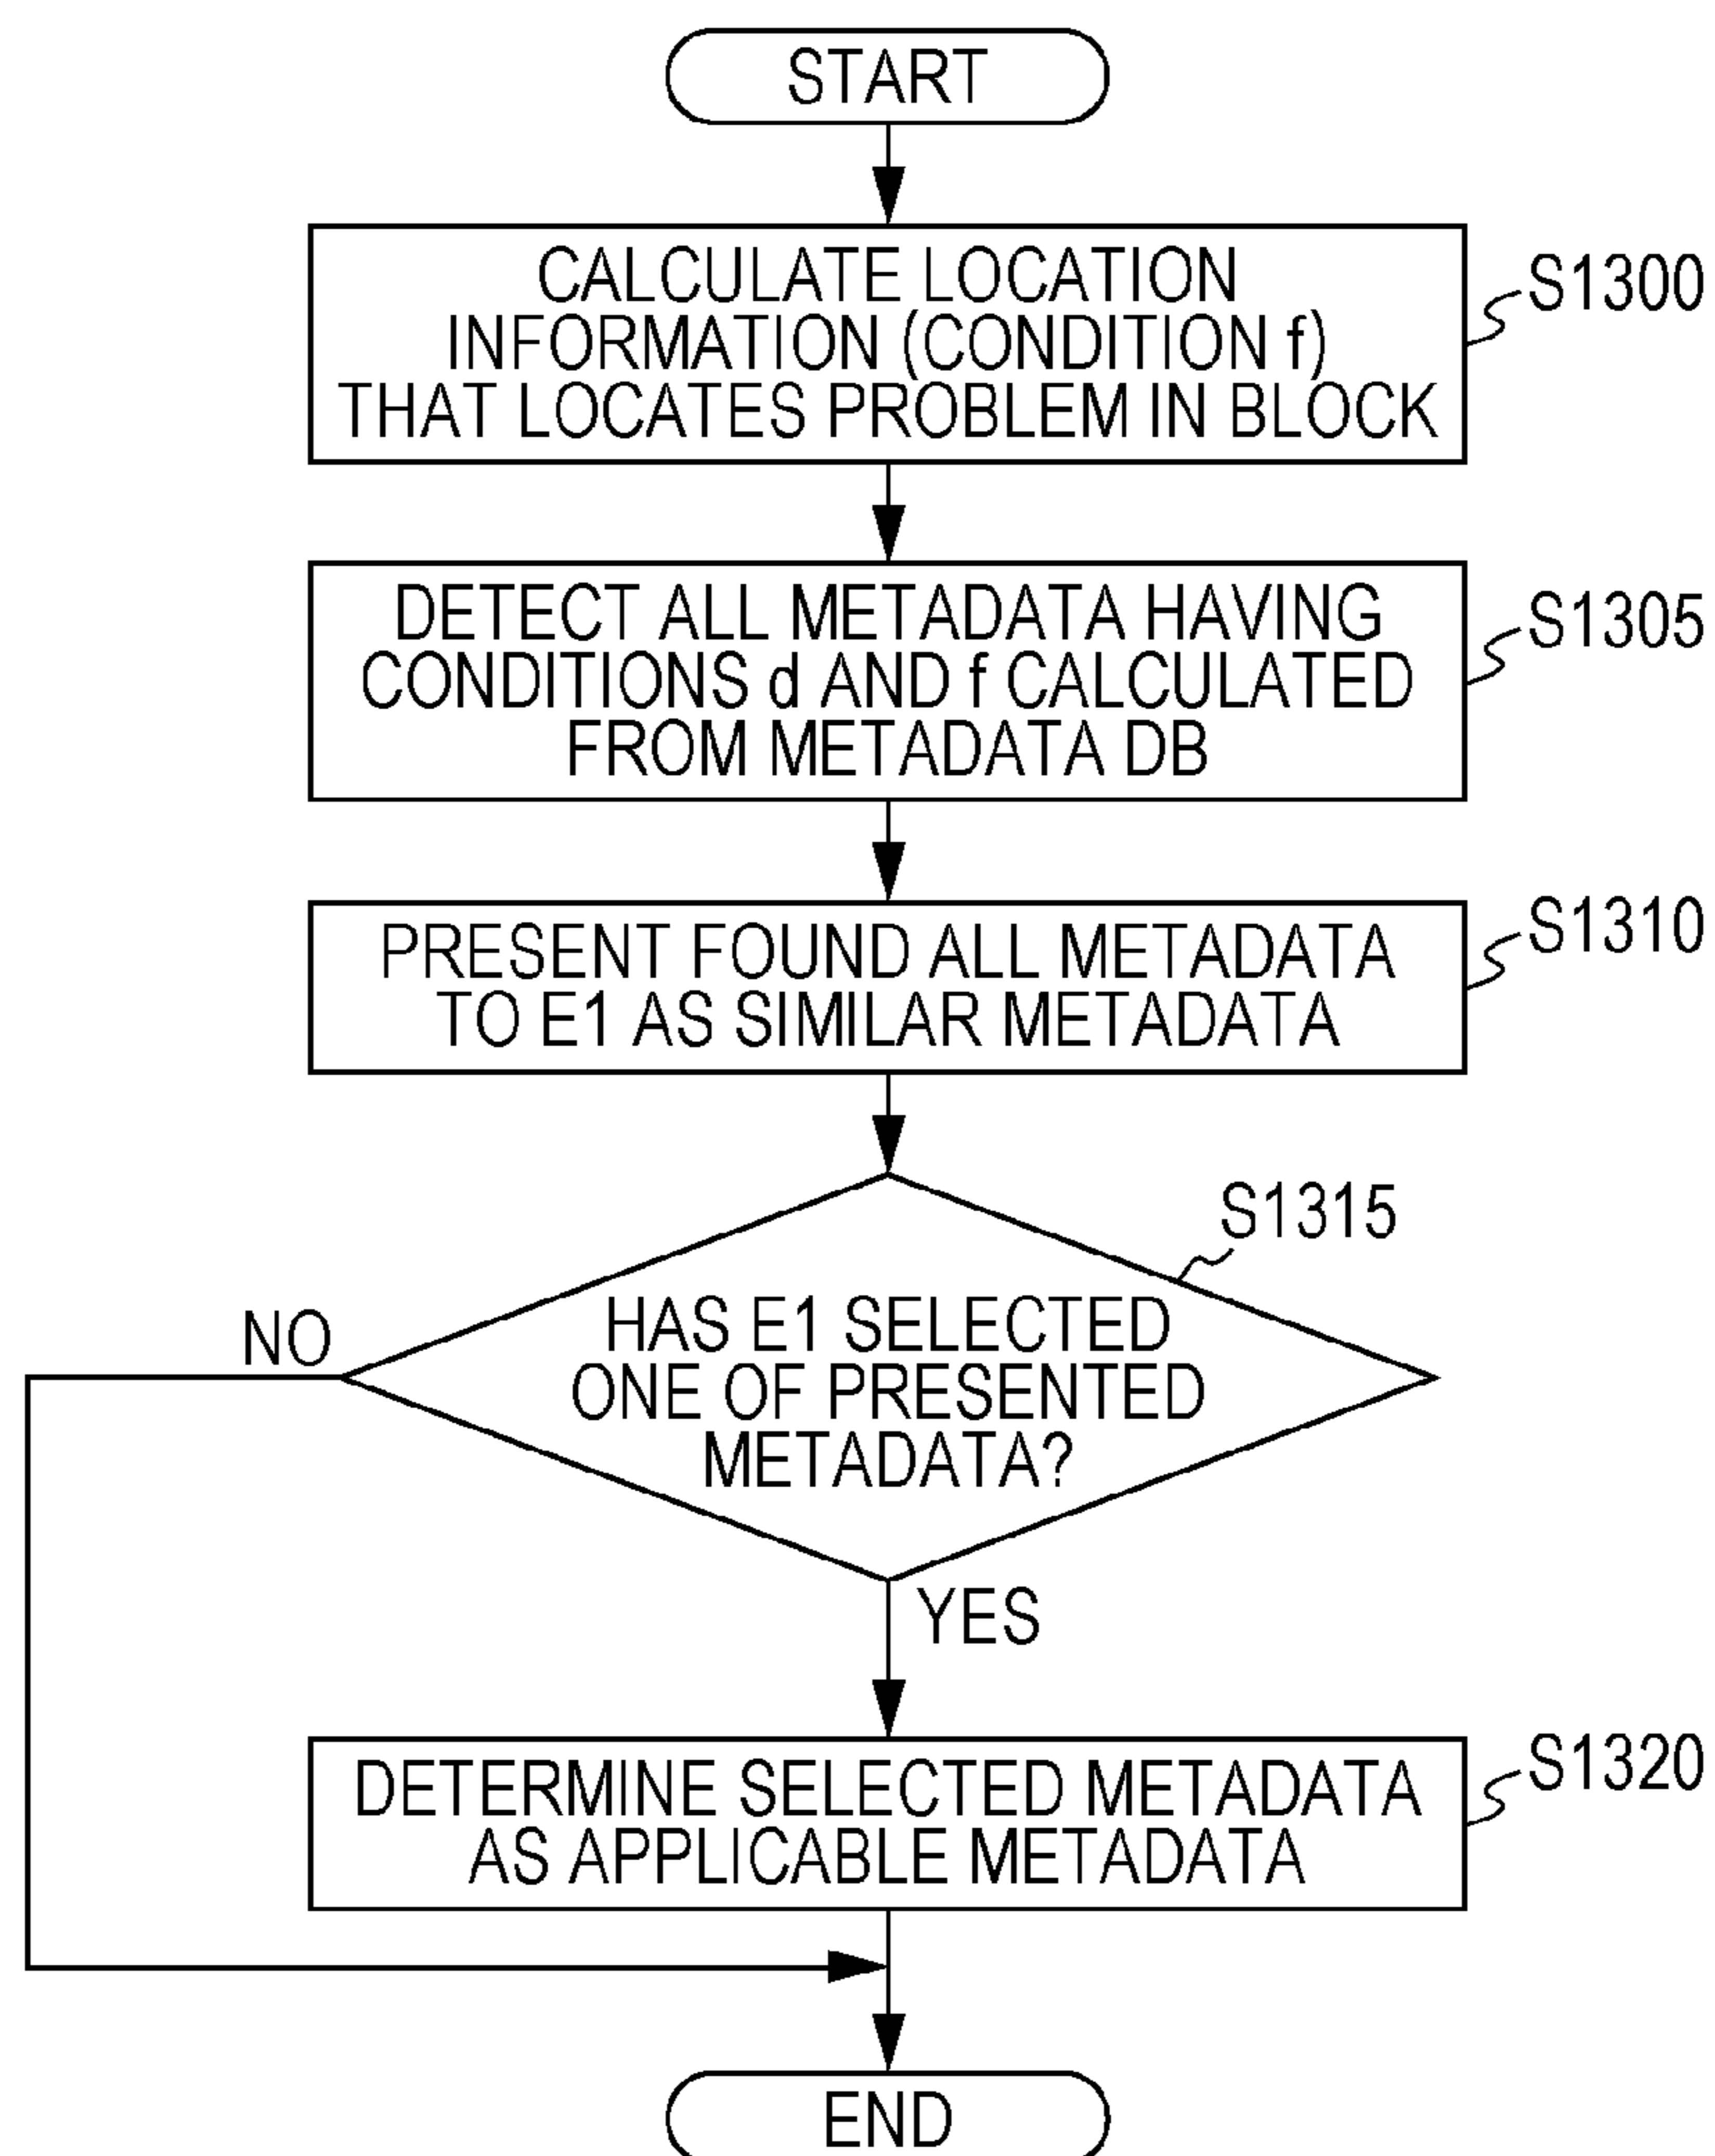 START
CALCULATE LOCATION
INFORMATION (CONDITION f)
THAT LOCATES PROBLEM IN BLOCK
S1300
DETECT ALL METADATA HAVING
CONDITIONS d AND f CALCULATED
FROM METADATA DB
S1305
PRESENT FOUND ALL METADATA
TO E1 AS SIMILAR METADATA
S1310
S1315
HAS E1 SELECTED
ONE OF PRESENTED
METADATA?
NO
YES
DETERMINE SELECTED METADATA
AS APPLICABLE METADATA
S1320
END